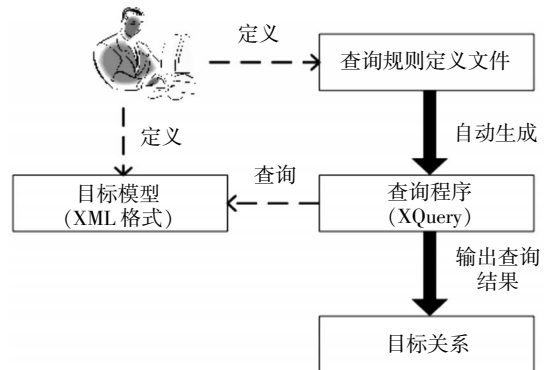 定义
查询规则定义文件
自动生成
定义
查询
目标模型
(XML 格式)
查询程序
(XQuery)
输出查询
结果
目标关系